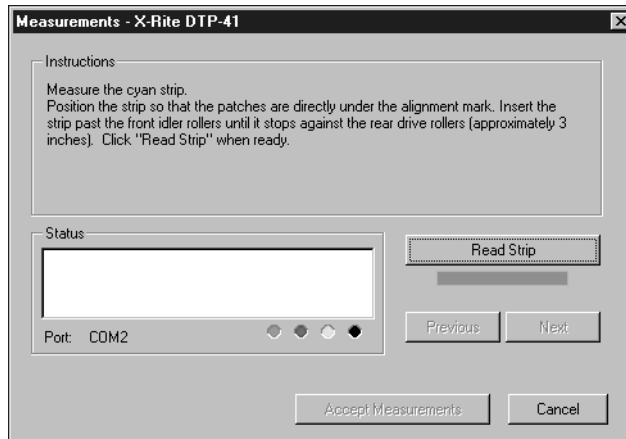 Measurements - X-Rite DTP-41
Instructions
Measure the cyan strip.
Position the strip so that the patches are directly under the alignment mark. Insert the
strip past the front idler rollers until it stops against the rear drive rollers (approximately 3
inches). Click "Read Strip" when ready.
Status
Read Strip
Port: COM2
Previous
Next
Accept Measurements
Cancel